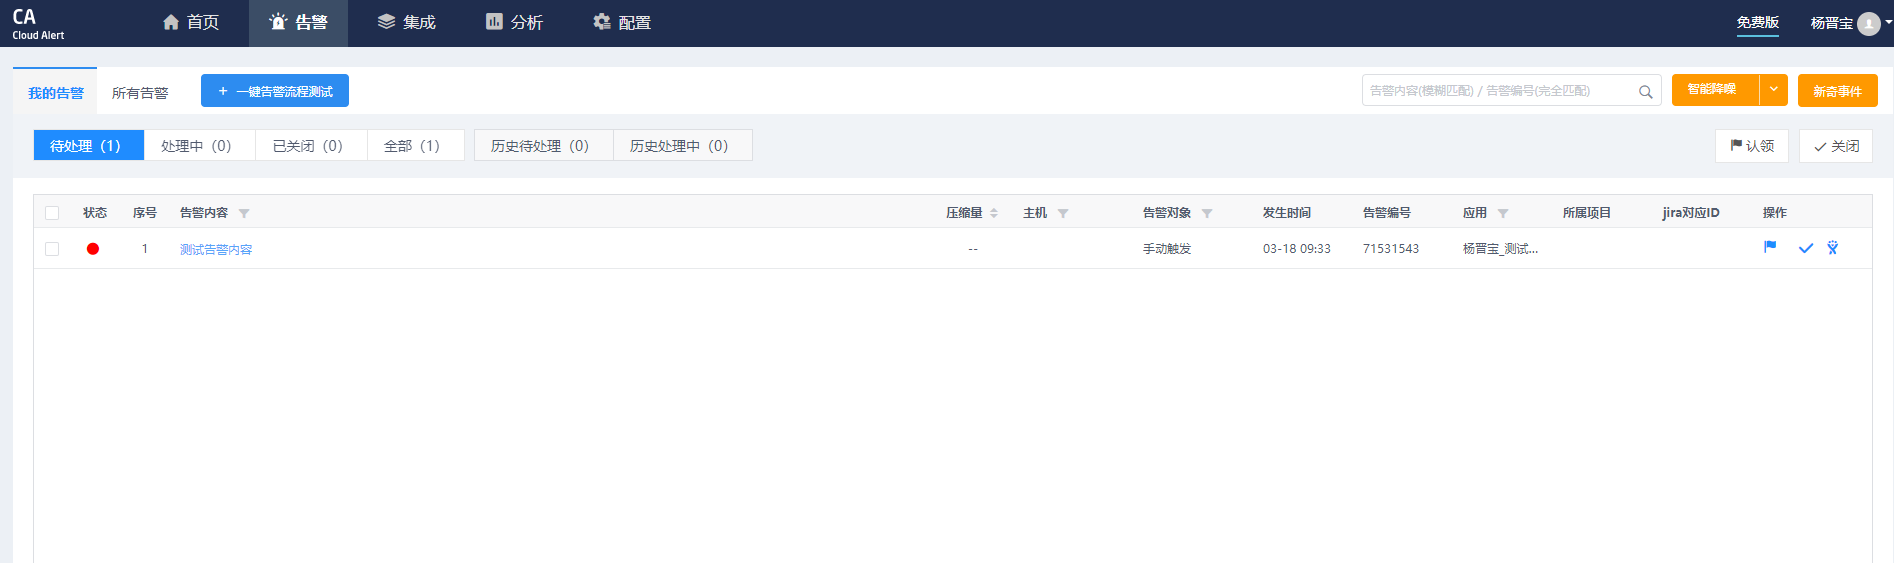 CA
Cloud Alert
首页
告警
集成
分析
配置
免费版
杨晋宝
我的告警
所有告警
+ 一键告警流程测试
告警内容(模糊匹配) / 告警编号(完全匹配)
智能降噪
新奇事件
待处理（1）
处理中（0）
已关闭（0）
全部（1）
历史待处理（0）
历史处理中（0）
认领
关闭
状态 序号 告警内容 压缩量 主机 告警对象 发生时间 告警编号 应用 所属项目 jira对应ID 操作
1 测试告警内容 -- 手动触发 03-18 09:33 71531543 杨晋宝_测试...